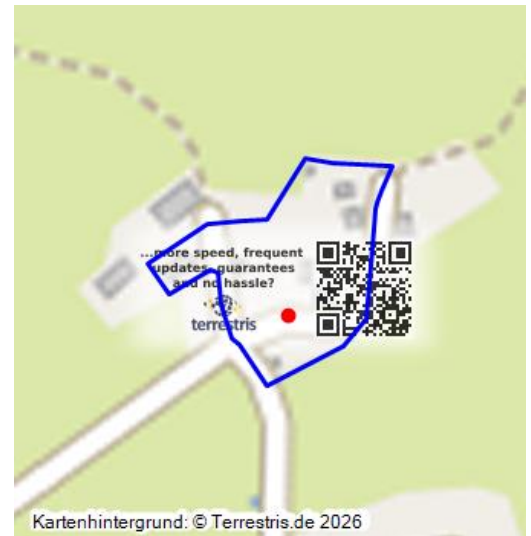 ...more speed, frequent
updates, guarantees
and no hassle?
terrestris
Kartenhintergrund: © Terrestris.de 2026